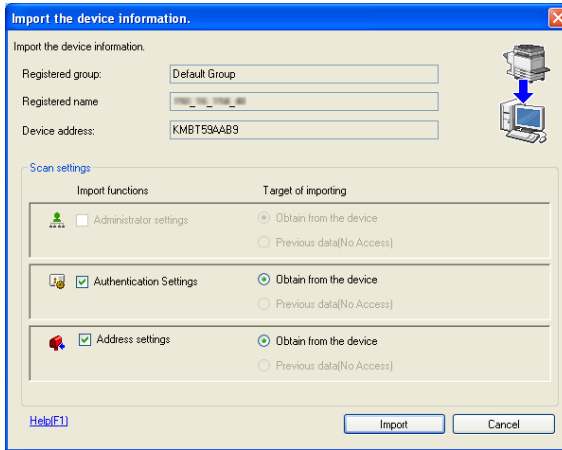 Import the device information.
Import the device information.
Registered group: Default Group
Registered name
Device address: KMBT59AAB9
Scan settings
Import functions Target of importing
Administrator settings Obtain from the device
Previous data(No Access)
Authentication Settings Obtain from the device
Previous data(No Access)
Address settings Obtain from the device
Previous data(No Access)
Help(F1) Import Cancel